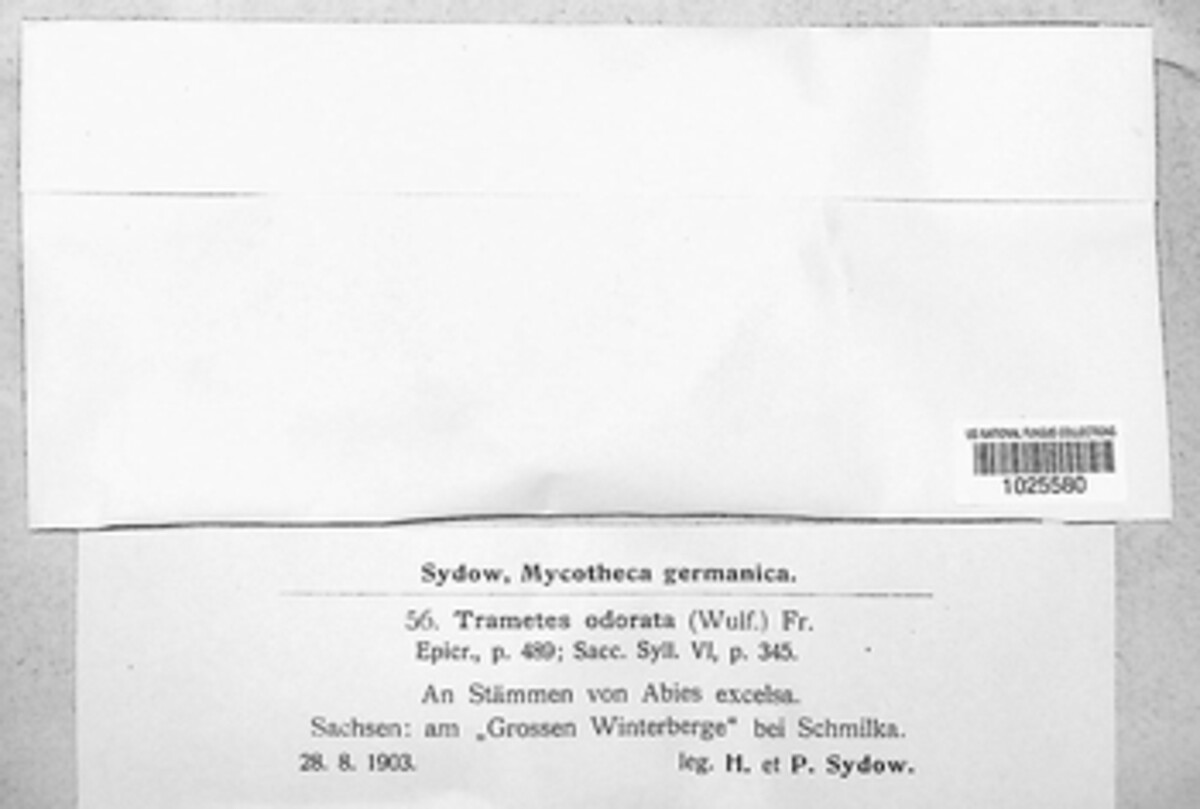 US NATIONAL FUNGUS COLLECTIONS
1025580
Sydow, Mycotheca germanica.
56. Trametes odorata (Wulf.) Fr.
Epicr., p. 489; Sacc. Syll. VI, p. 345.
An Stämmen von Abies excelsa.
Sachsen: am „Grossen Winterberge“ bei Schmilka.
28. 8. 1903. leg. H. et P. Sydow.